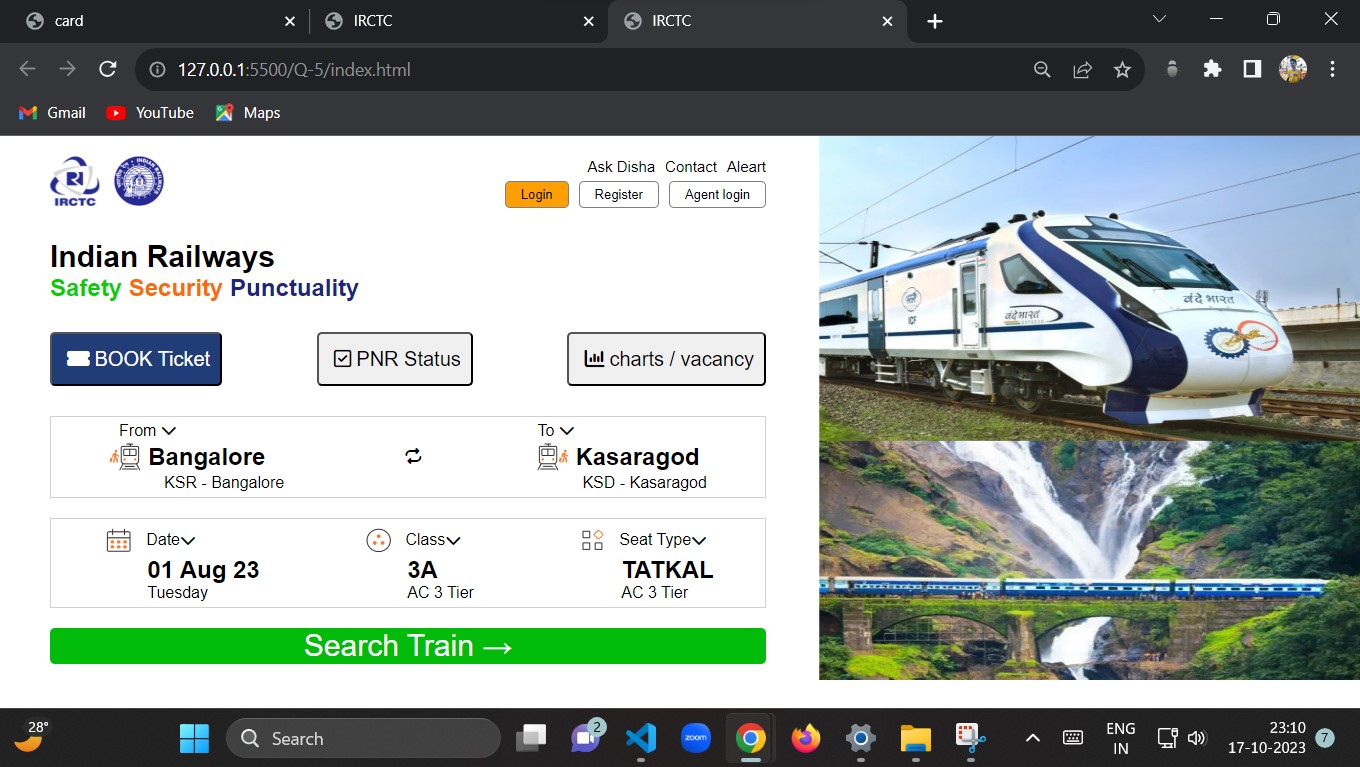 card
IRCTC
IRCTC
127.0.0.1:5500/Q-5/index.html
Gmail
YouTube
Maps
IRCTC
Ask Disha Contact Aleart
Login
Register
Agent login
Indian Railways
Safety Security Punctuality
BOOK Ticket
PNR Status
charts / vacancy
From
To
Bangalore
Kasaragod
KSR - Bangalore
KSD - Kasaragod
Date
Class
Seat Type
01 Aug 23
3A
TATKAL
Tuesday
AC 3 Tier
AC 3 Tier
Search Train →
वंदे भारत
वंदे भारत
ICF
28°
Search
2
zoom
ENG
IN
23:10
17-10-2023
7